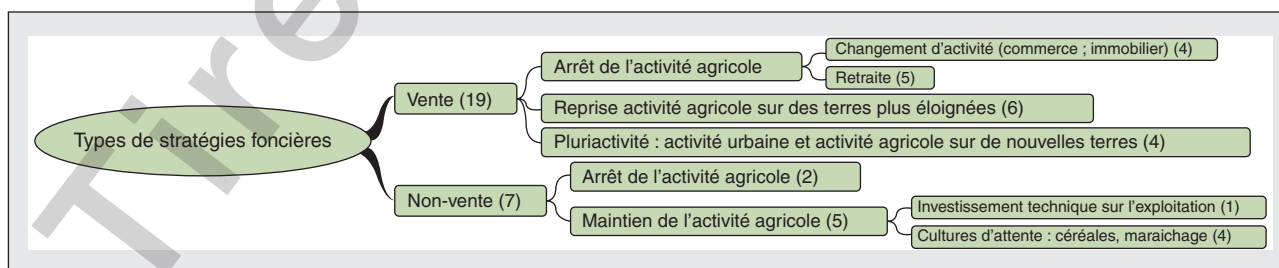 Tire
Types de stratégies foncières
Vente (19)
Arrêt de l'activité agricole
Changement d'activité (commerce ; immobilier) (4)
Retraite (5)
Reprise activité agricole sur des terres plus éloignées (6)
Pluriactivité : activité urbaine et activité agricole sur de nouvelles terres (4)
Non-vente (7)
Arrêt de l'activité agricole (2)
Maintien de l'activité agricole (5)
Investissement technique sur l'exploitation (1)
Cultures d'attente : céréales, maraichage (4)